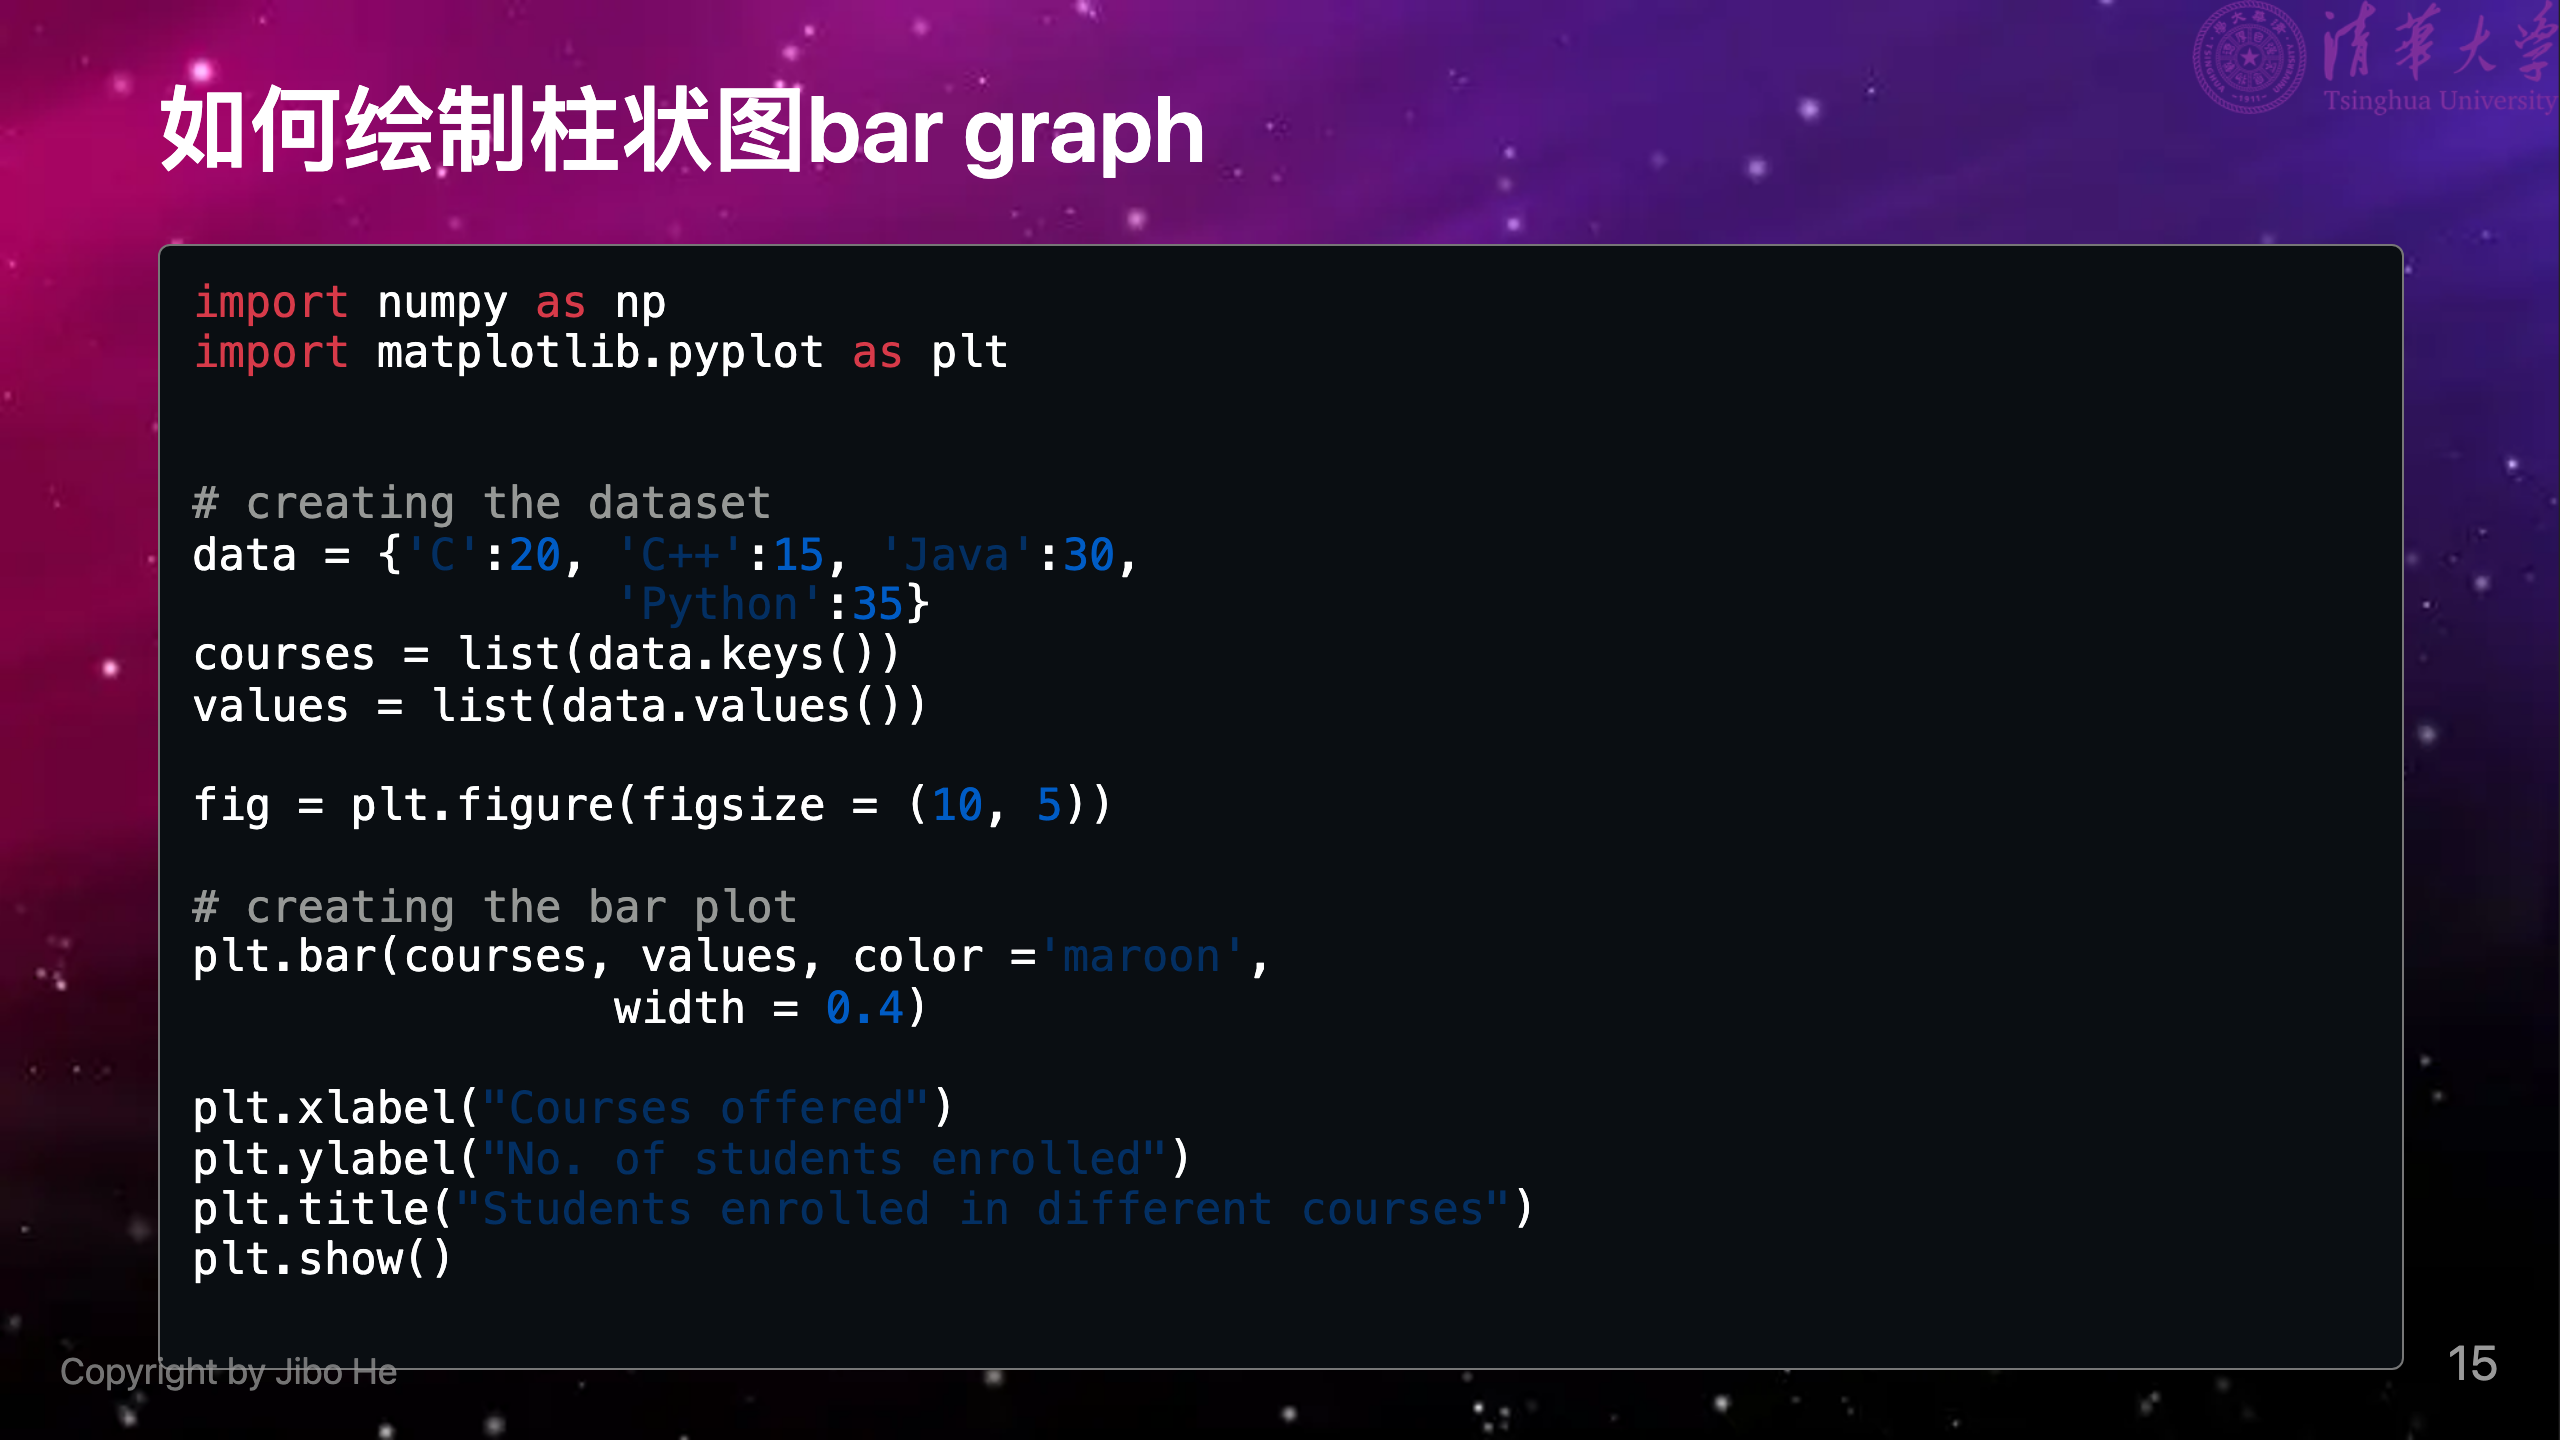 清华大学
Tsinghua University
如何绘制柱状图bar graph
import numpy as np
import matplotlib.pyplot as plt
# creating the dataset
data = {'C':20, 'C++':15, 'Java':30,
'Python':35}
courses = list(data.keys())
values = list(data.values())
fig = plt.figure(figsize = (10, 5))
# creating the bar plot
plt.bar(courses, values, color ='maroon',
width = 0.4)
plt.xlabel("Courses offered")
plt.ylabel("No. of students enrolled")
plt.title("Students enrolled in different courses")
plt.show()
Copyright by Jibo He
15